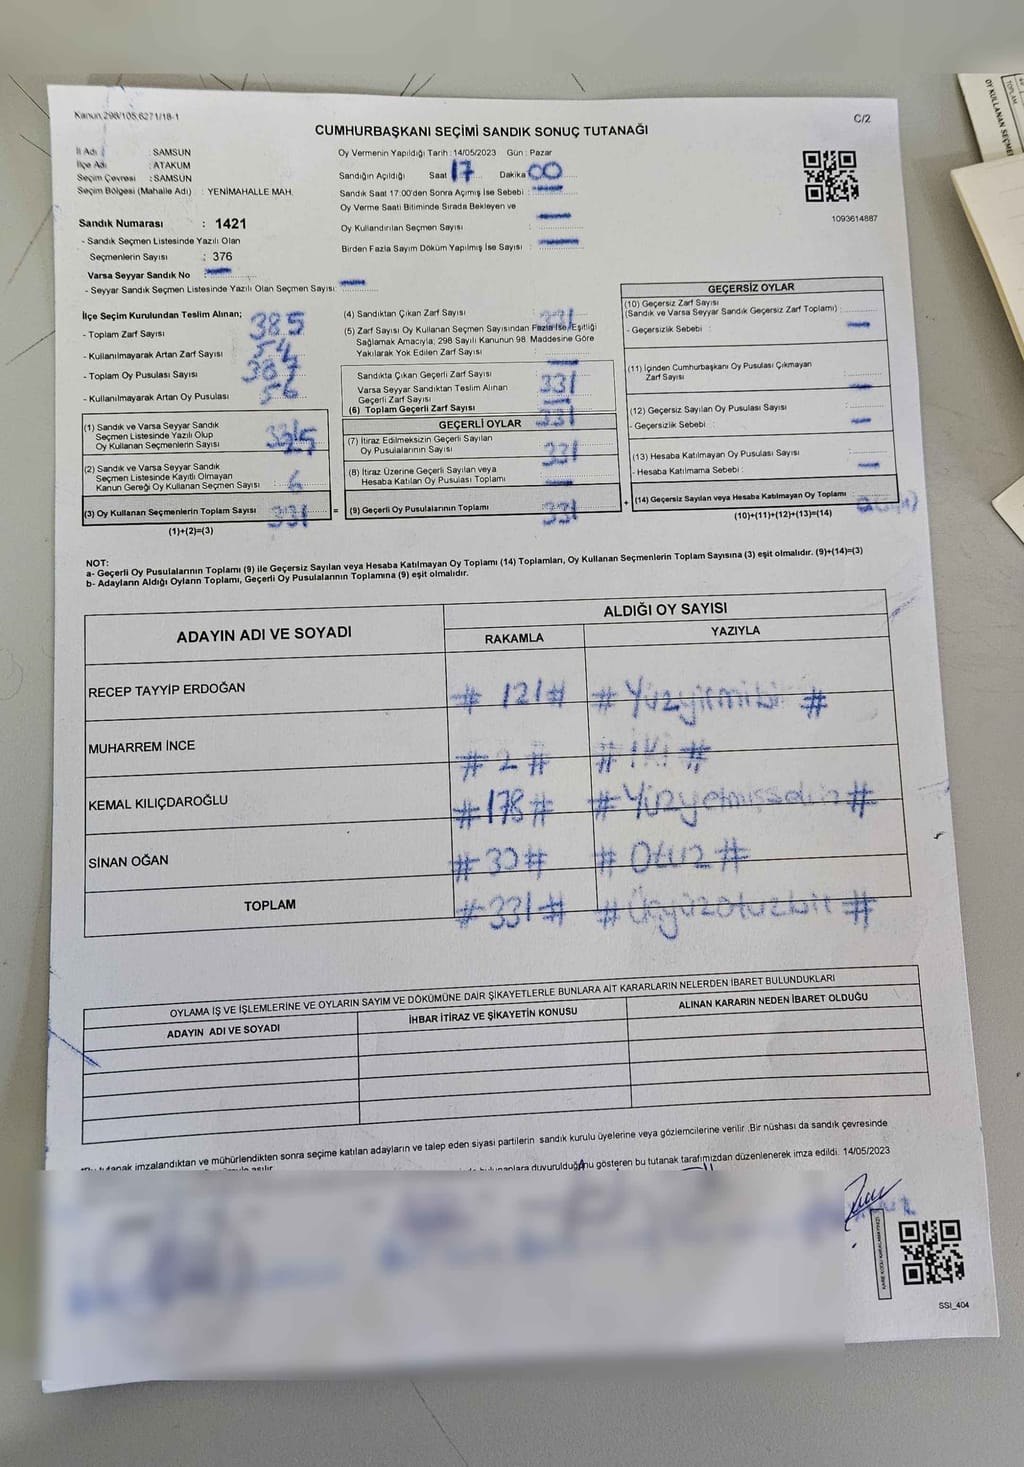 Kanun,298/105,6271/18-1
C/2
CUMHURBAŞKANI SEÇİMİ SANDIK SONUÇ TUTANAĞI
İl Adı : SAMSUN
İlçe Adı : ATAKUM
Seçim Çevresi : SAMSUN
Seçim Bölgesi (Mahalle Adı) : YENİMAHALLE MAH.
Sandık Numarası : 1421
- Sandık Seçmen Listesinde Yazılı Olan
Seçmenlerin Sayısı : 376
Varsa Seyyar Sandık No
- Seyyar Sandık Seçmen Listesinde Yazılı Olan Seçmen Sayısı:
Oy Vermenin Yapıldığı Tarih : 14/05/2023 Gün : Pazar
Sandığın Açıldığı Saat 17 Dakika 00
Sandık Saat 17.00'den Sonra Açımış İse Sebebi :
Oy Verme Saati Bitiminde Sırada Bekleyen ve
Oy Kullandırılan Seçmen Sayısı :
Birden Fazla Sayım Döküm Yapılmış İse Sayısı :
1093614887
İlçe Seçim Kurulundan Teslim Alınan;
- Toplam Zarf Sayısı 385
- Kullanılmayarak Artan Zarf Sayısı 54
- Toplam Oy Pusulası Sayısı 387
- Kullanılmayarak Artan Oy Pusulası 56
(1) Sandık ve Varsa Seyyar Sandık
Seçmen Listesinde Yazılı Olup
Oy Kullanan Seçmenlerin Sayısı
(2) Sandık ve Varsa Seyyar Sandık
Seçmen Listesinde Kayıtlı Olmayan
Kanun Gereği Oy Kullanan Seçmen Sayısı : 6
(3) Oy Kullanan Seçmenlerin Toplam Sayısı 331
(1)+(2)=(3)
(4) Sandıktan Çıkan Zarf Sayısı 331
(5) Zarf Sayısı Oy Kullanan Seçmen Sayısından Fazla İse/Eşitliği
Sağlamak Amacıyla; 298 Sayılı Kanunun 98. Maddesine Göre
Yakılarak Yok Edilen Zarf Sayısı
Sandıkta Çıkan Geçerli Zarf Sayısı 331
Varsa Seyyar Sandıktan Teslim Alınan
Geçerli Zarf Sayısı
(6) Toplam Geçerli Zarf Sayısı 331
GEÇERLİ OYLAR
(7) İtiraz Edilmeksizin Geçerli Sayılan
Oy Pusulalarının Sayısı 331
(8) İtiraz Üzerine Geçerli Sayılan veya
Hesaba Katılan Oy Pusulası Toplamı
= (9) Geçerli Oy Pusulalarının Toplamı 331
GEÇERSİZ OYLAR
(10) Geçersiz Zarf Sayısı
(Sandık ve Varsa Seyyar Sandık Geçersiz Zarf Toplamı) :
- Geçersizlik Sebebi :
(11) İçinden Cumhurbaşkanı Oy Pusulası Çıkmayan
Zarf Sayısı
(12) Geçersiz Sayılan Oy Pusulası Sayısı
- Geçersizlik Sebebi :
(13) Hesaba Katılmayan Oy Pusulası Sayısı
- Hesaba Katılmama Sebebi :
+ (14) Geçersiz Sayılan veya Hesaba Katılmayan Oy Toplamı
(10)+(11)+(12)+(13)=(14)
NOT:
a- Geçerli Oy Pusulalarının Toplamı (9) ile Geçersiz Sayılan veya Hesaba Katılmayan Oy Toplamı (14) Toplamları, Oy Kullanan Seçmenlerin Toplam Sayısına (3) eşit olmalıdır. (9)+(14)=(3)
b- Adayların Aldığı Oyların Toplamı, Geçerli Oy Pusulalarının Toplamına (9) eşit olmalıdır.
ADAYIN ADI VE SOYADI
ALDIĞI OY SAYISI
RAKAMLA YAZIYLA
RECEP TAYYİP ERDOĞAN # 121 # # Yüzyirmibir #
MUHARREM İNCE # 2 # # İki #
KEMAL KILIÇDAROĞLU # 178 # # Yüzyetmişsekiz #
SİNAN OĞAN # 30 # # Otuz #
TOPLAM # 331 # # Üçyüzotuzbir #
OYLAMA İŞ VE İŞLEMLERİNE VE OYLARIN SAYIM VE DÖKÜMÜNE DAİR ŞİKAYETLERLE BUNLARA AİT KARARLARIN NELERDEN İBARET BULUNDUKLARI
ADAYIN ADI VE SOYADI İHBAR İTİRAZ VE ŞİKAYETİN KONUSU ALINAN KARARIN NEDEN İBARET OLDUĞU
tutanak imzalandıktan ve mühürlendikten sonra seçime katılan adayların ve talep eden siyasi partilerin sandık kurulu üyelerine veya gözlemcilerine verilir .Bir nüshası da sandık çevresinde
bulunanlara duyurulduğunu gösteren bu tutanak tarafımızdan düzenlenerek imza edildi. 14/05/2023
SSI_404
OY KULLANAN SEÇMEN
TOPLAM